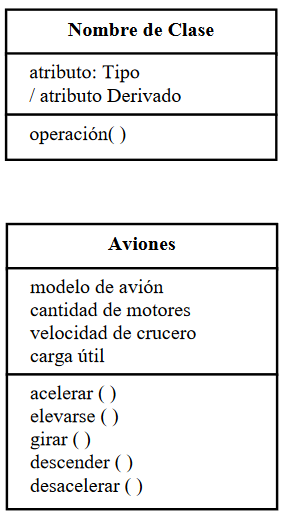 Nombre de Clase
atributo: Tipo
/ atributo Derivado
operación( )
Aviones
modelo de avión
cantidad de motores
velocidad de crucero
carga útil
acelerar ( )
elevarse ( )
girar ( )
descender ( )
desacelerar ( )